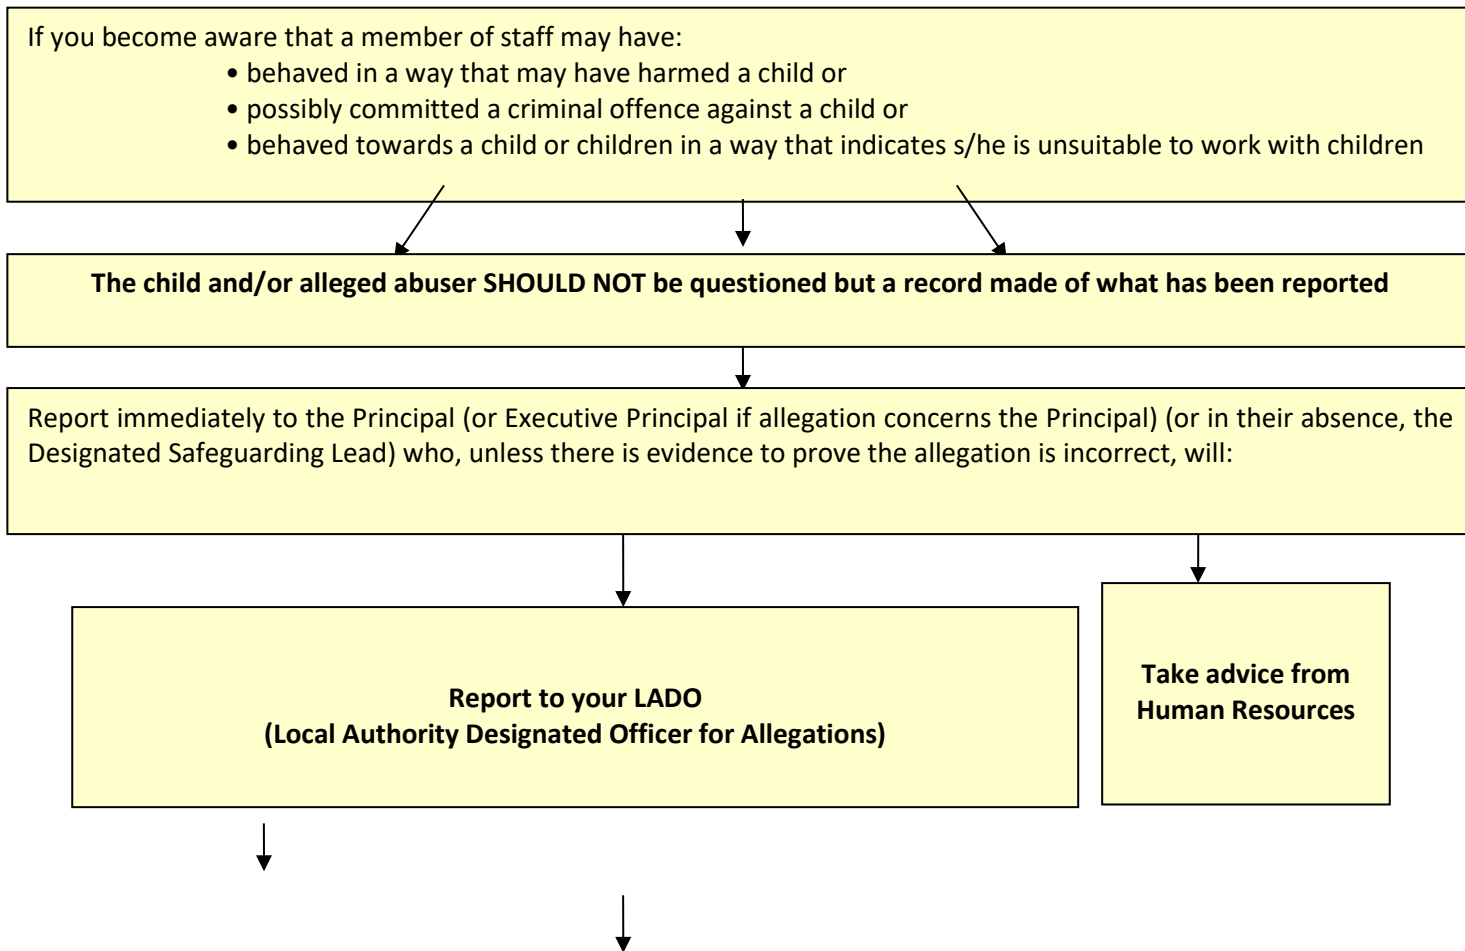 If you become aware that a member of staff may have:
• behaved in a way that may have harmed a child or
• possibly committed a criminal offence against a child or
• behaved towards a child or children in a way that indicates s/he is unsuitable to work with children
The child and/or alleged abuser SHOULD NOT be questioned but a record made of what has been reported
Report immediately to the Principal (or Executive Principal if allegation concerns the Principal) (or in their absence, the
Designated Safeguarding Lead) who, unless there is evidence to prove the allegation is incorrect, will:
Report to your LADO
(Local Authority Designated Officer for Allegations)
Take advice from
Human Resources